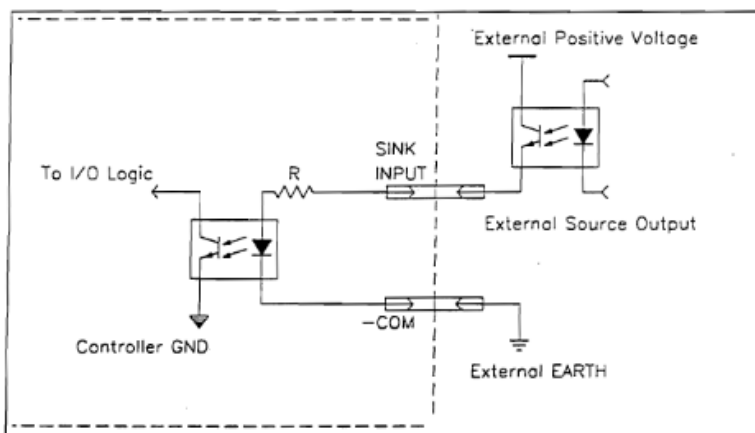 External Positive Voltage
SINK
INPUT
To I/O Logic
R
External Source Output
-COM
Controller GND
External EARTH